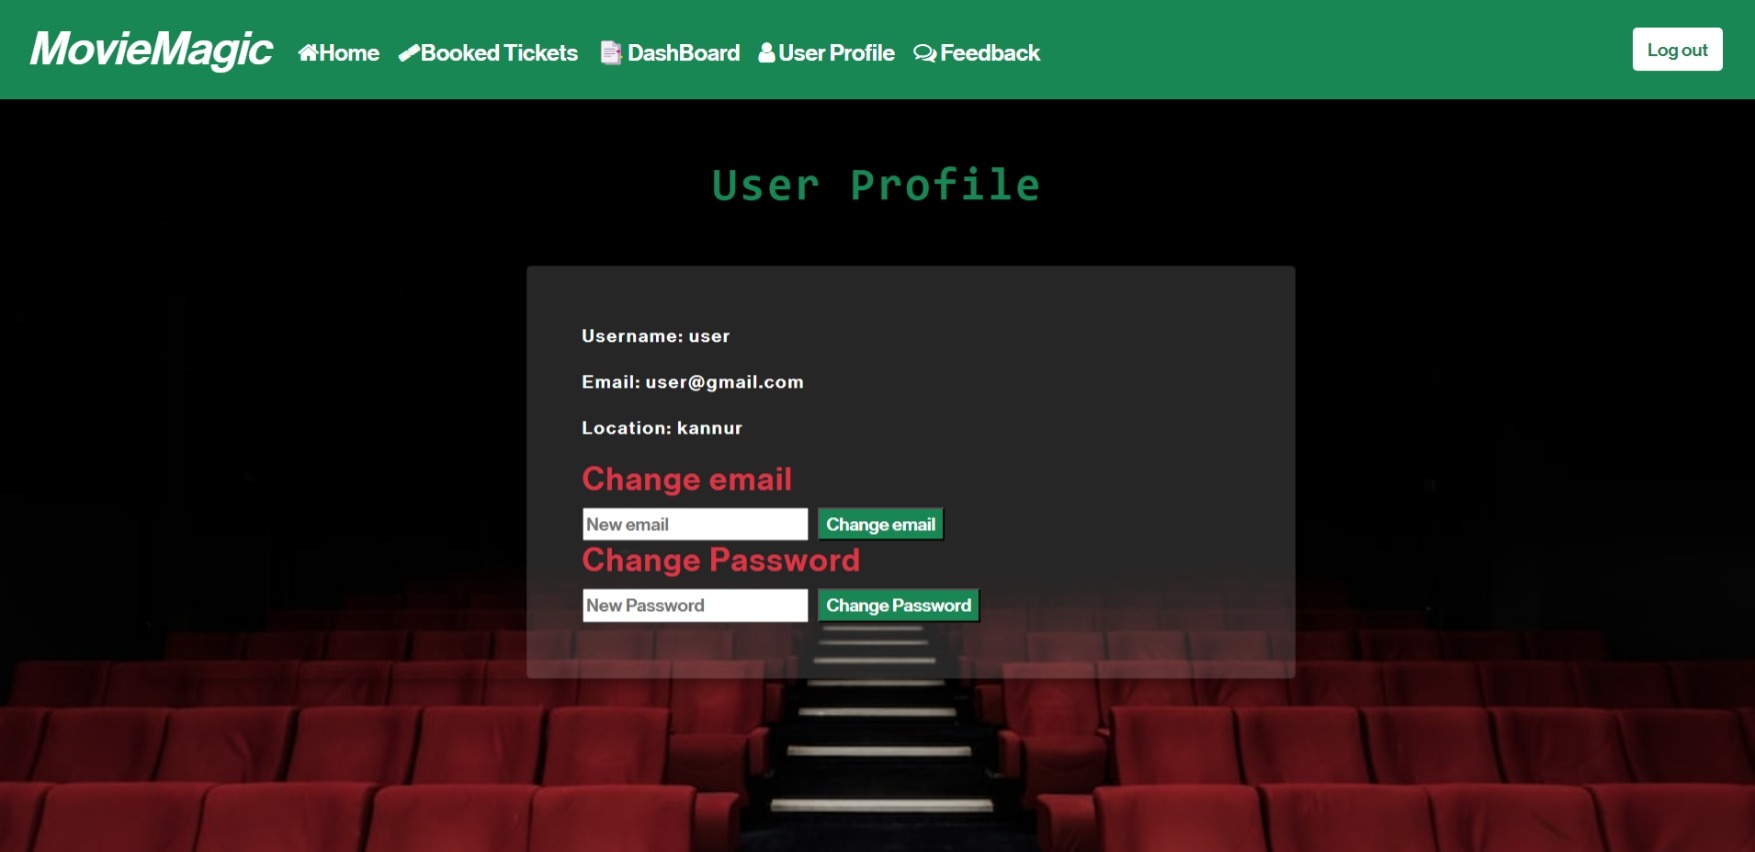 MovieMagic Home Booked Tickets DashBoard User Profile Feedback Log out
User Profile
Username: user
Email: user@gmail.com
Location: kannur
Change email
New email Change email
Change Password
New Password Change Password